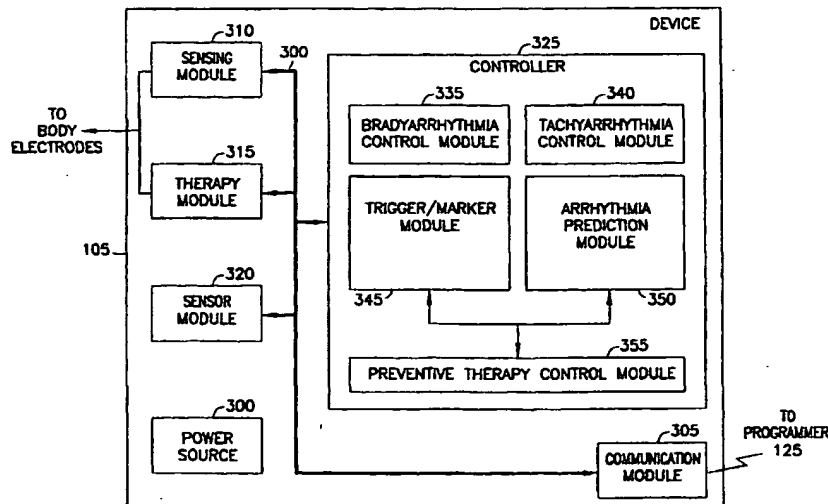 DEVICE
310
SENSING
MODULE
300
325
CONTROLLER
335
BRADYARRHYTHMIA
CONTROL MODULE
340
TACHYARRHYTHMIA
CONTROL MODULE
TO
BODY
ELECTRODES
315
THERAPY
MODULE
TRIGGER/MARKER
MODULE
345
ARRHYTHMIA
PREDICTION
MODULE
350
105
320
SENSOR
MODULE
355
PREVENTIVE THERAPY CONTROL MODULE
300
POWER
SOURCE
305
COMMUNICATION
MODULE
TO
PROGRAMMER
125